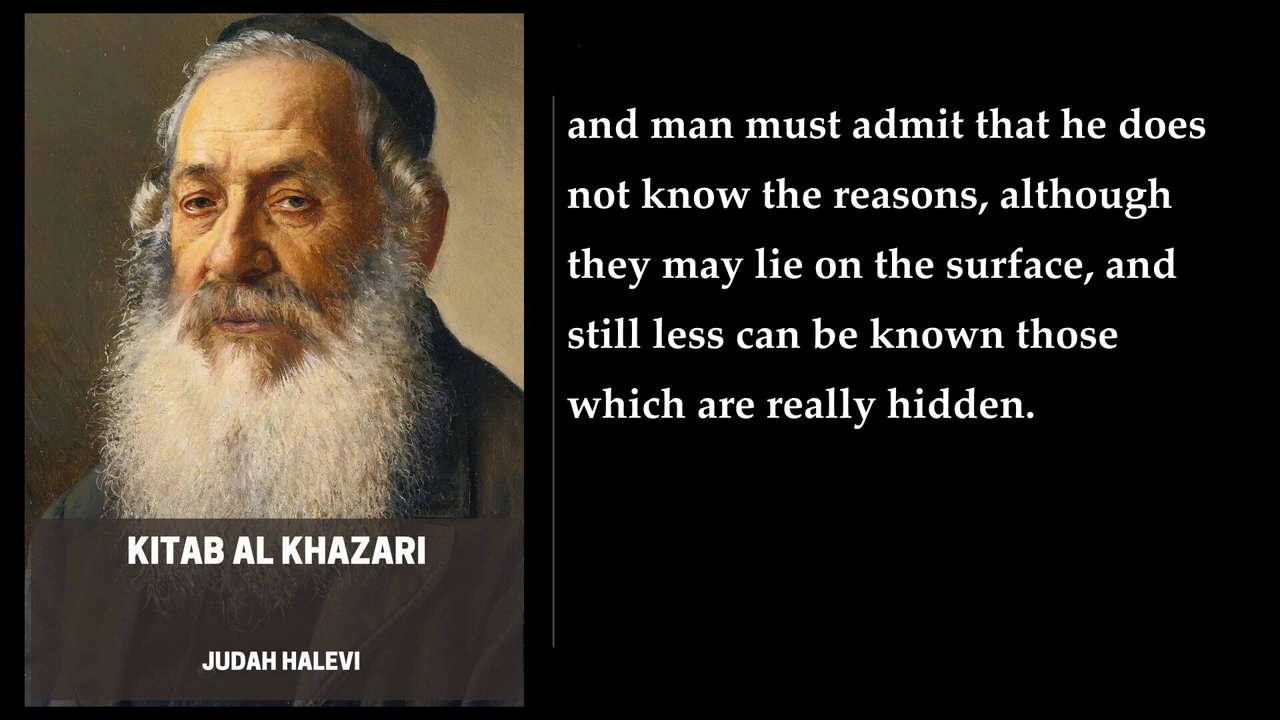 and man must admit that he does
not know the reasons, although
they may lie on the surface, and
still less can be known those
which are really hidden.
KITAB AL KHAZARI
JUDAH HALEVI